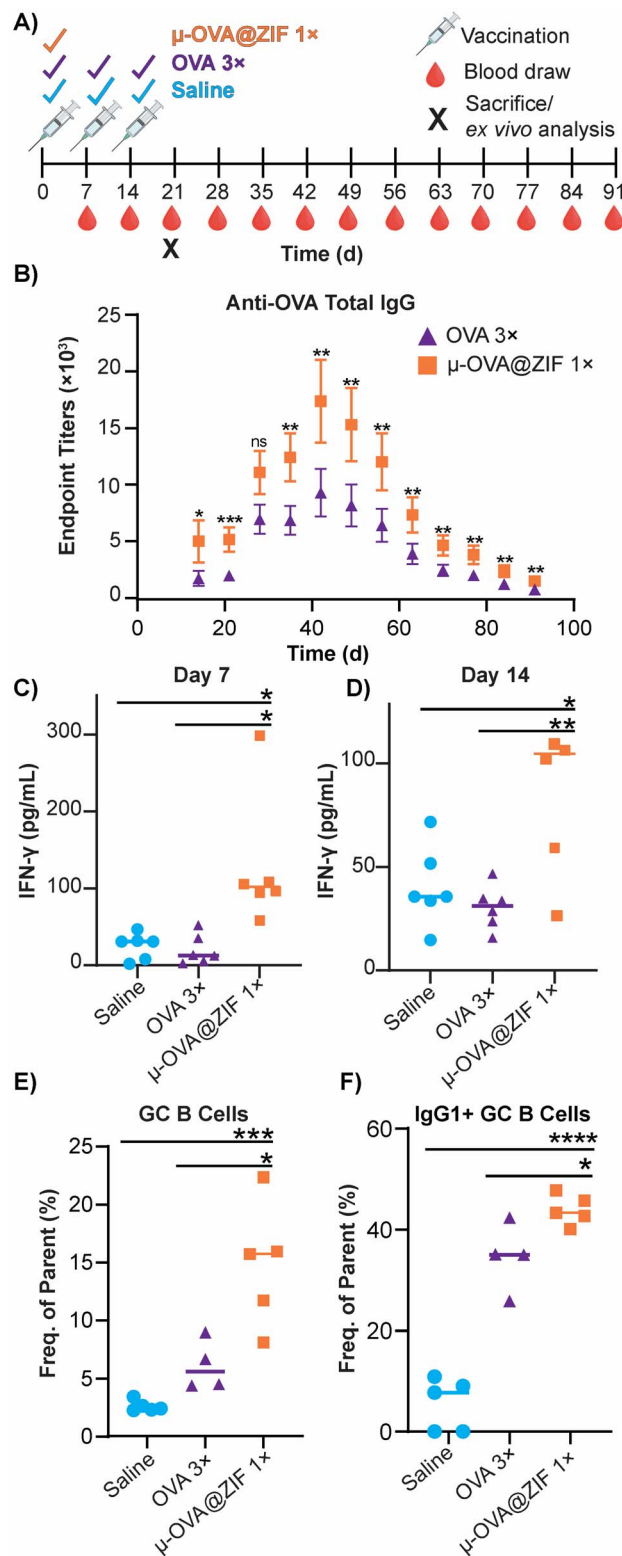 A)
μ-OVA@ZIF 1×
OVA 3×
Saline
Vaccination
Blood draw
X Sacrifice/
ex vivo analysis
0 7 14 21 28 35 42 49 56 63 70 77 84 91
X
Time (d)
B)
Anti-OVA Total IgG
Endpoint Titers (×10³)
25
20
15
10
5
0
OVA 3×
μ-OVA@ZIF 1×
* *** ns ** ** ** ** ** ** ** ** **
0 20 40 60 80 100
Time (d)
C)
Day 7
*
*
IFN-γ (pg/mL)
300
200
100
0
Saline
OVA 3×
μ-OVA@ZIF 1×
D)
Day 14
*
**
IFN-γ (pg/mL)
100
50
0
Saline
OVA 3×
μ-OVA@ZIF 1×
E)
GC B Cells
***
*
Freq. of Parent (%)
25
20
15
10
5
0
Saline
OVA 3×
μ-OVA@ZIF 1×
F)
IgG1+ GC B Cells
****
*
Freq. of Parent (%)
60
40
20
0
Saline
OVA 3×
μ-OVA@ZIF 1×